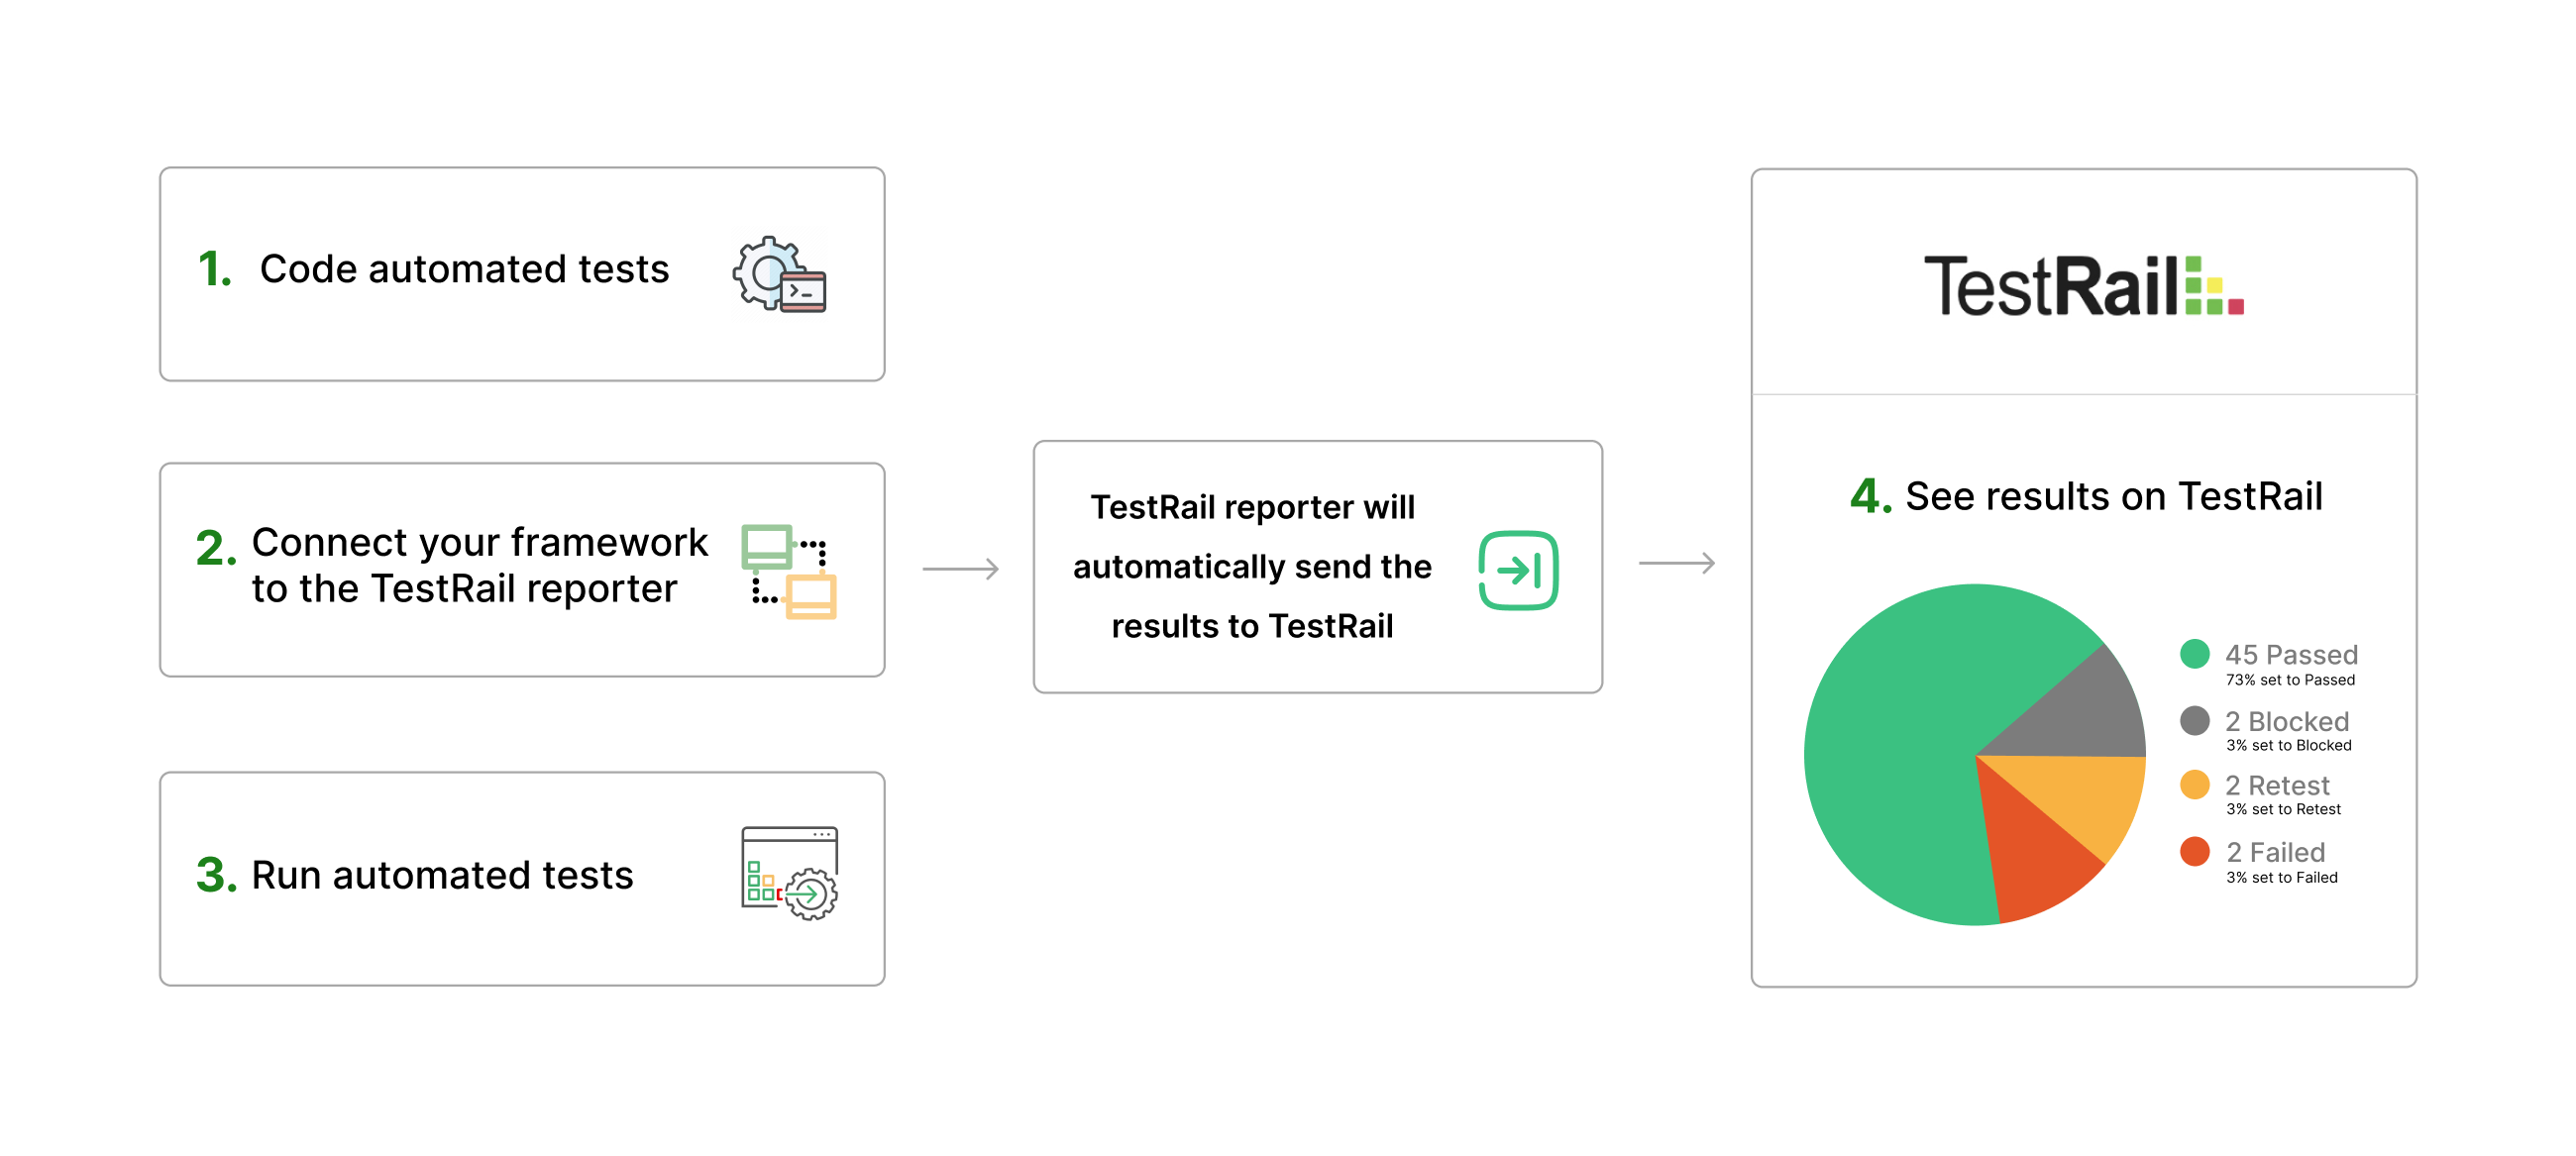 1. Code automated tests
2. Connect your framework
to the TestRail reporter
3. Run automated tests
TestRail reporter will
automatically send the
results to TestRail
TestRail
4. See results on TestRail
45 Passed
73% set to Passed
2 Blocked
3% set to Blocked
2 Retest
3% set to Retest
2 Failed
3% set to Failed